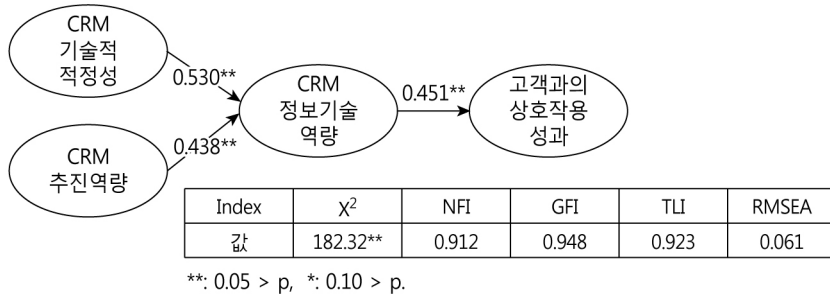 CRM
기술적
적정성
0.530**
CRM
추진역량
0.438**
CRM
정보기술
역량
0.451**
고객과의
상호작용
성과
Index X² NFI GFI TLI RMSEA
값 182.32** 0.912 0.948 0.923 0.061
**: 0.05 > p, *: 0.10 > p.